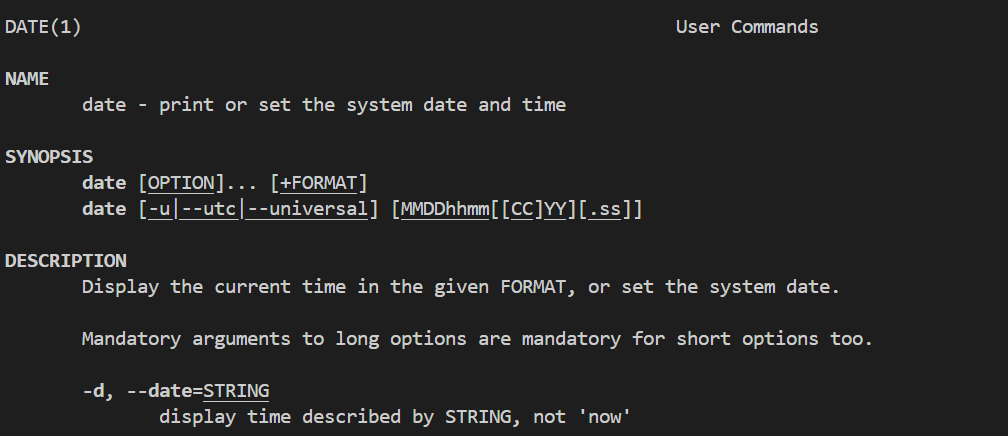 DATE(1) User Commands
NAME
date - print or set the system date and time
SYNOPSIS
date [OPTION]... [+FORMAT]
date [-u|--utc|--universal] [MMDDhhmm[[CC]YY][.ss]]
DESCRIPTION
Display the current time in the given FORMAT, or set the system date.
Mandatory arguments to long options are mandatory for short options too.
-d, --date=STRING
display time described by STRING, not 'now'